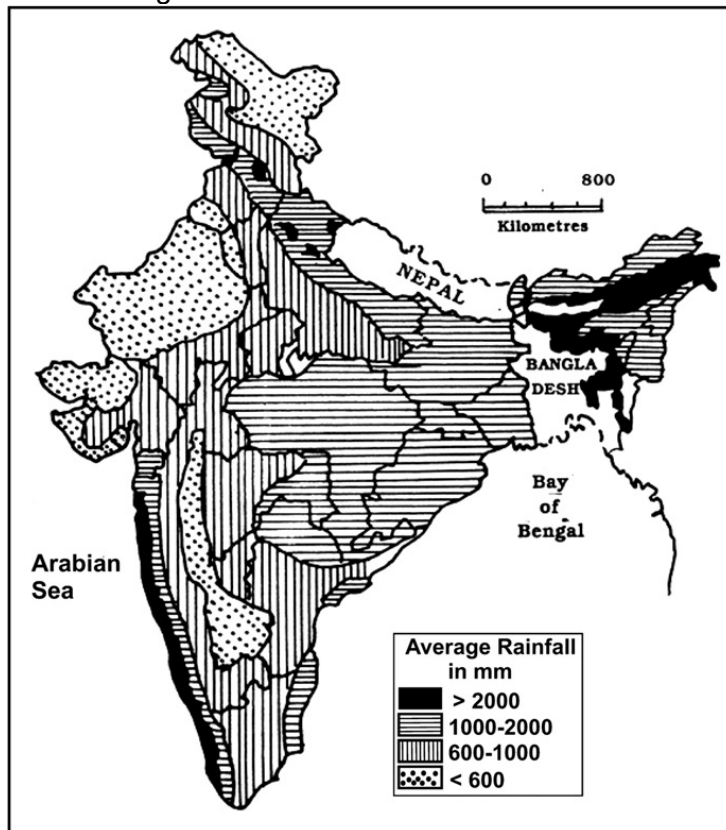 0 800
Kilometres
NEPAL
BANGLA
DESH
Bay
of
Bengal
Arabian
Sea
Average Rainfall
in mm
> 2000
1000-2000
600-1000
< 600